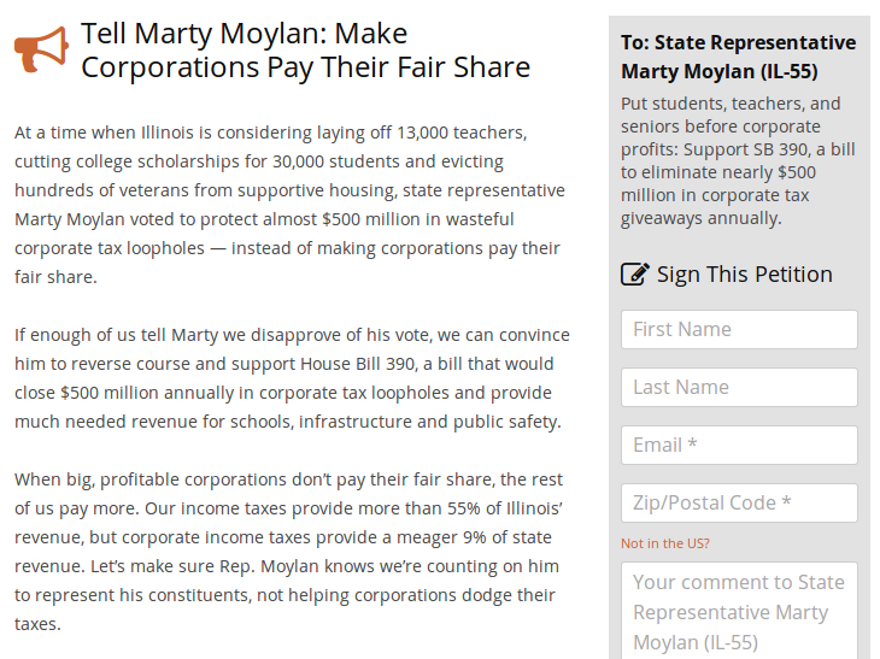 Tell Marty Moylan: Make
Corporations Pay Their Fair Share
At a time when Illinois is considering laying off 13,000 teachers,
cutting college scholarships for 30,000 students and evicting
hundreds of veterans from supportive housing, state representative
Marty Moylan voted to protect almost $500 million in wasteful
corporate tax loopholes — instead of making corporations pay their
fair share.
If enough of us tell Marty we disapprove of his vote, we can convince
him to reverse course and support House Bill 390, a bill that would
close $500 million annually in corporate tax loopholes and provide
much needed revenue for schools, infrastructure and public safety.
When big, profitable corporations don’t pay their fair share, the rest
of us pay more. Our income taxes provide more than 55% of Illinois’
revenue, but corporate income taxes provide a meager 9% of state
revenue. Let’s make sure Rep. Moylan knows we’re counting on him
to represent his constituents, not helping corporations dodge their
taxes.
To: State Representative
Marty Moylan (IL-55)
Put students, teachers, and
seniors before corporate
profits: Support SB 390, a bill
to eliminate nearly $500
million in corporate tax
giveaways annually.
Sign This Petition
First Name
Last Name
Email *
Zip/Postal Code *
Not in the US?
Your comment to State
Representative Marty
Moylan (IL-55)